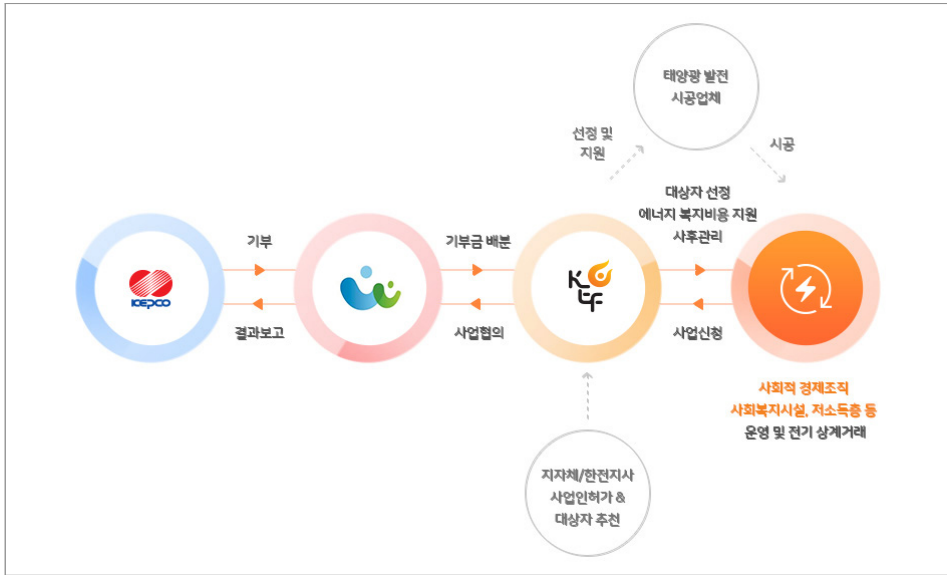 태양광 발전
시공업체
선정 및
지원
시공
대상자 선정
에너지 복지비용 지원
사후관리
기부
기부금 배분
KEPCO
KEF
결과보고
사업협의
사업신청
사회적 경제조직
사회복지시설, 저소득층 등
운영 및 전기 상계거래
지자체/한전지사
사업인허가 &
대상자 추천